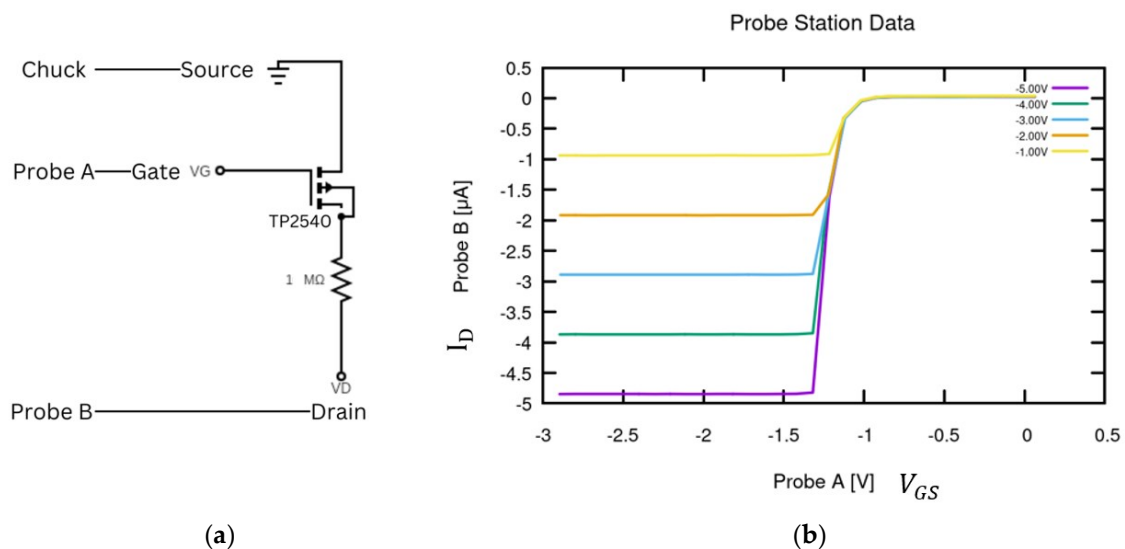 Chuck
Source
Probe A
Gate
VG
TP2540
1 MΩ
VD
Probe B
Drain
(a)
Probe Station Data
0.5
0
-0.5
-1
-1.5
-2
-2.5
-3
-3.5
-4
-4.5
-5
Probe B [µA]
I_D
-5.00V
-4.00V
-3.00V
-2.00V
-1.00V
-3
-2.5
-2
-1.5
-1
-0.5
0
0.5
Probe A [V] V_GS
(b)